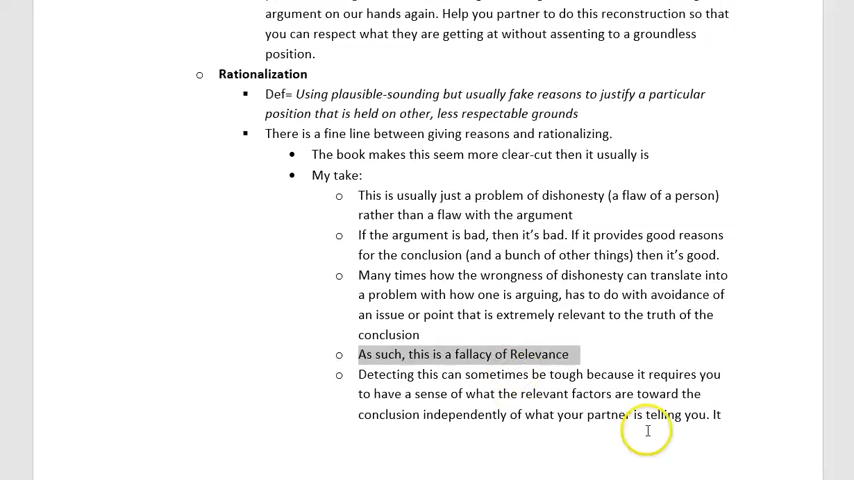 argument on our hands again. Help you partner to do this reconstruction so that
you can respect what they are getting at without assenting to a groundless
position.
o Rationalization
▪ Def= Using plausible-sounding but usually fake reasons to justify a particular
position that is held on other, less respectable grounds
▪ There is a fine line between giving reasons and rationalizing.
• The book makes this seem more clear-cut then it usually is
• My take:
o This is usually just a problem of dishonesty (a flaw of a person)
rather than a flaw with the argument
o If the argument is bad, then it's bad. If it provides good reasons
for the conclusion (and a bunch of other things) then it's good.
o Many times how the wrongness of dishonesty can translate into
a problem with how one is arguing, has to do with avoidance of
an issue or point that is extremely relevant to the truth of the
conclusion
o As such, this is a fallacy of Relevance
o Detecting this can sometimes be tough because it requires you
to have a sense of what the relevant factors are toward the
conclusion independently of what your partner is telling you. It